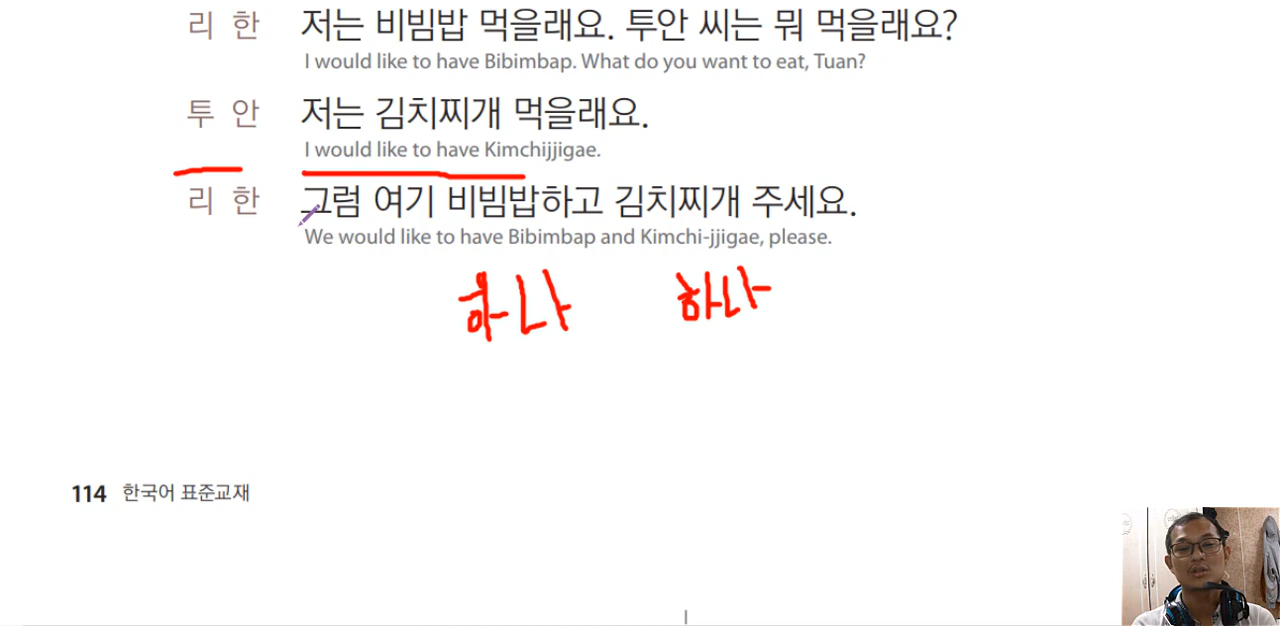 리 한 저는 비빔밥 먹을래요. 투안 씨는 뭐 먹을래요?
I would like to have Bibimbap. What do you want to eat, Tuan?
투 안 저는 김치찌개 먹을래요.
I would like to have Kimchijjigae.
리 한 그럼 여기 비빔밥하고 김치찌개 주세요.
We would like to have Bibimbap and Kimchi-jjigae, please.
하나 하나
114 한국어 표준교재